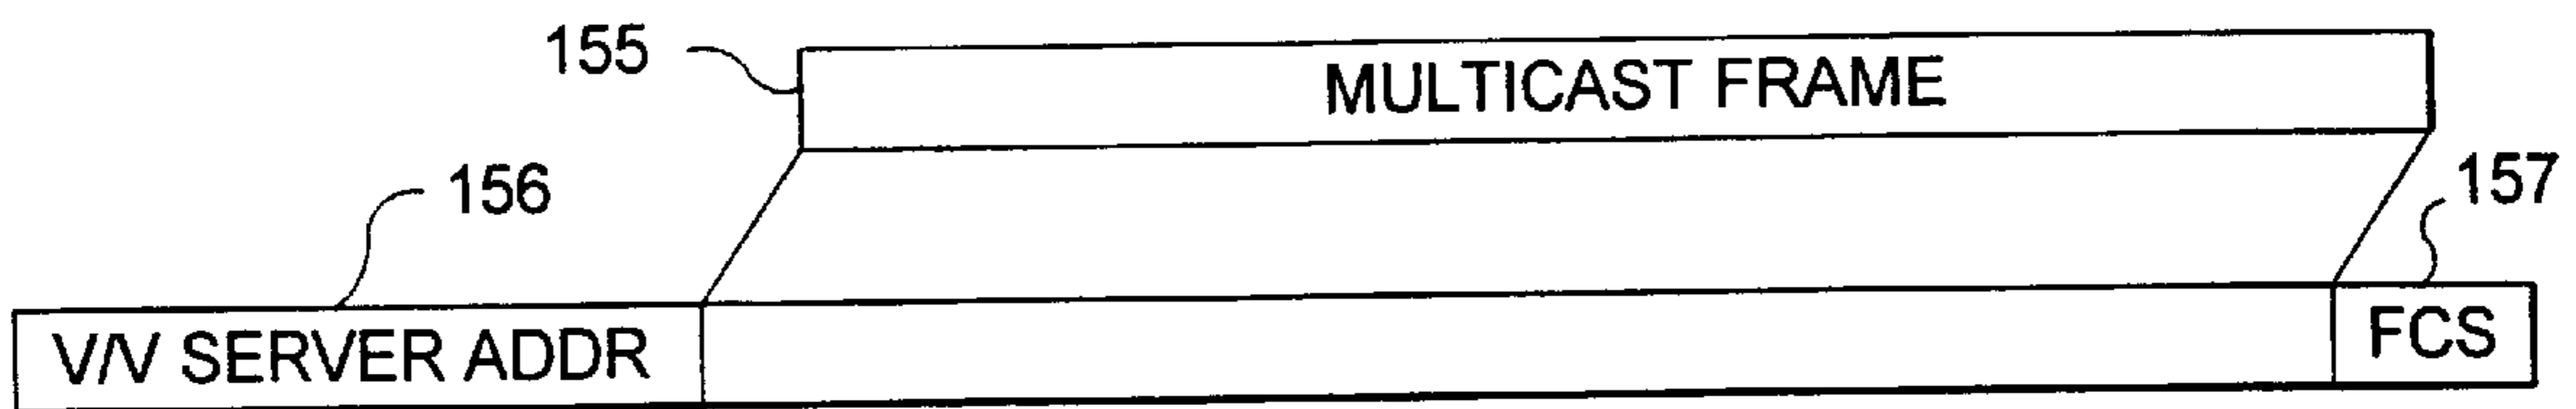 155
MULTICAST FRAME
156
157
V/V SERVER ADDR
FCS